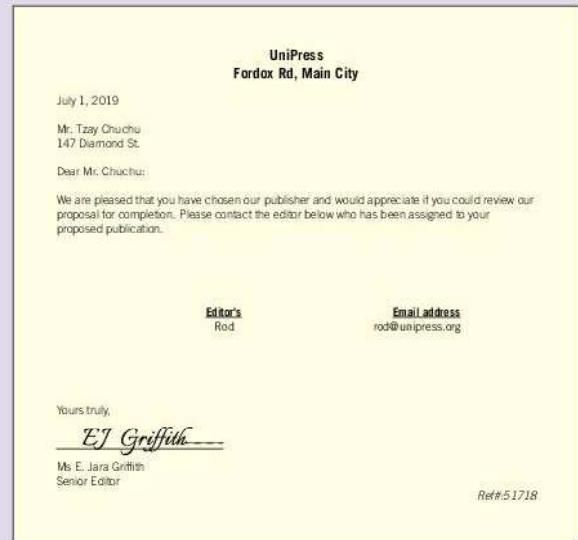 UniPress
Fordox Rd, Main City
July 1, 2019
Mr. Tzay Chuchu
147 Diamond St.
Dear Mr. Chuchu:
We are pleased that you have chosen our publisher and would appreciate if you could review our
proposal for completion. Please contact the editor below who has been assigned to your
proposed publication.
Editor's Email address
Rod rod@unipress.org
Yours truly,
EJ Griffith
Ms E. Jara Griffith
Senior Editor
Ref#:51718